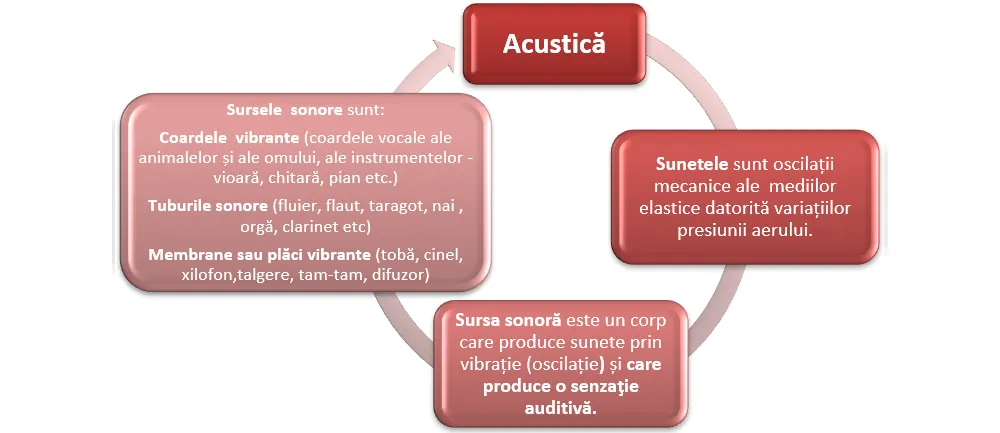 Acustică
Sunetele sunt oscilații
mecanice ale mediilor
elastice datorită variațiilor
presiunii aerului.
Sursa sonoră este un corp
care produce sunete prin
vibrație (oscilație) și care
produce o senzaţie
auditivă.
Sursele sonore sunt:
Coardele vibrante (coardele vocale ale
animalelor și ale omului, ale instrumentelor -
vioară, chitară, pian etc.)
Tuburile sonore (fluier, flaut, taragot, nai ,
orgă, clarinet etc)
Membrane sau plăci vibrante (tobă, cinel,
xilofon,talgere, tam-tam, difuzor)